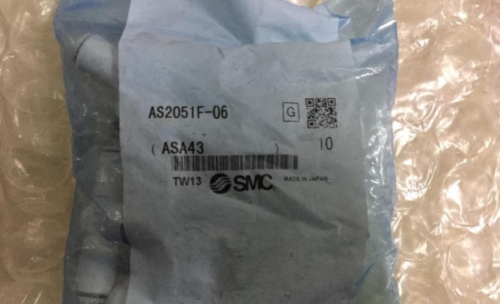 AS2051F-06 G
( ASA43 ) 10
TW13 SMC MADE IN JAPAN